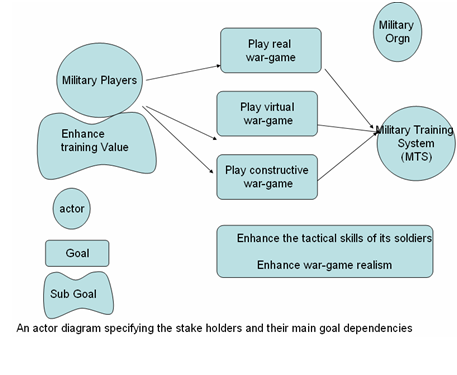 Military
Orgn
Play real
war-game
Military Players
Play virtual
war-game
Military Training
System
(MTS)
Enhance
training Value
Play constructive
war-game
actor
Goal
Sub Goal
Enhance the tactical skills of its soldiers
Enhance war-game realism
An actor diagram specifying the stake holders and their main goal dependencies